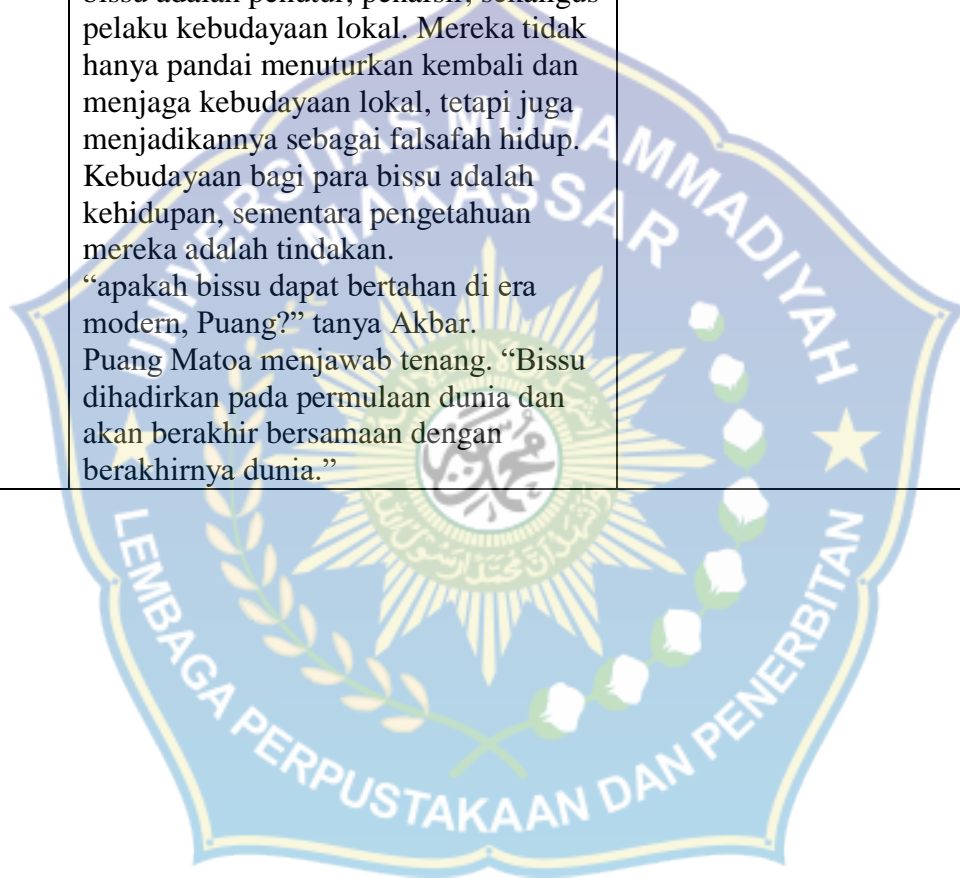 pelaku kebudayaan lokal. Mereka tidak
hanya pandai menuturkan kembali dan
menjaga kebudayaan lokal, tetapi juga
menjadikannya sebagai falsafah hidup.
Kebudayaan bagi para bissu adalah
kehidupan, sementara pengetahuan
mereka adalah tindakan.
“apakah bissu dapat bertahan di era
modern, Puang?” tanya Akbar.
Puang Matoa menjawab tenang. “Bissu
dihadirkan pada permulaan dunia dan
akan berakhir bersamaan dengan
berakhirnya dunia.”
UNIVERSITAS MUHAMMADIYAH
MAKASSAR
LEMBAGA PERPUSTAKAAN DAN PENERBITAN